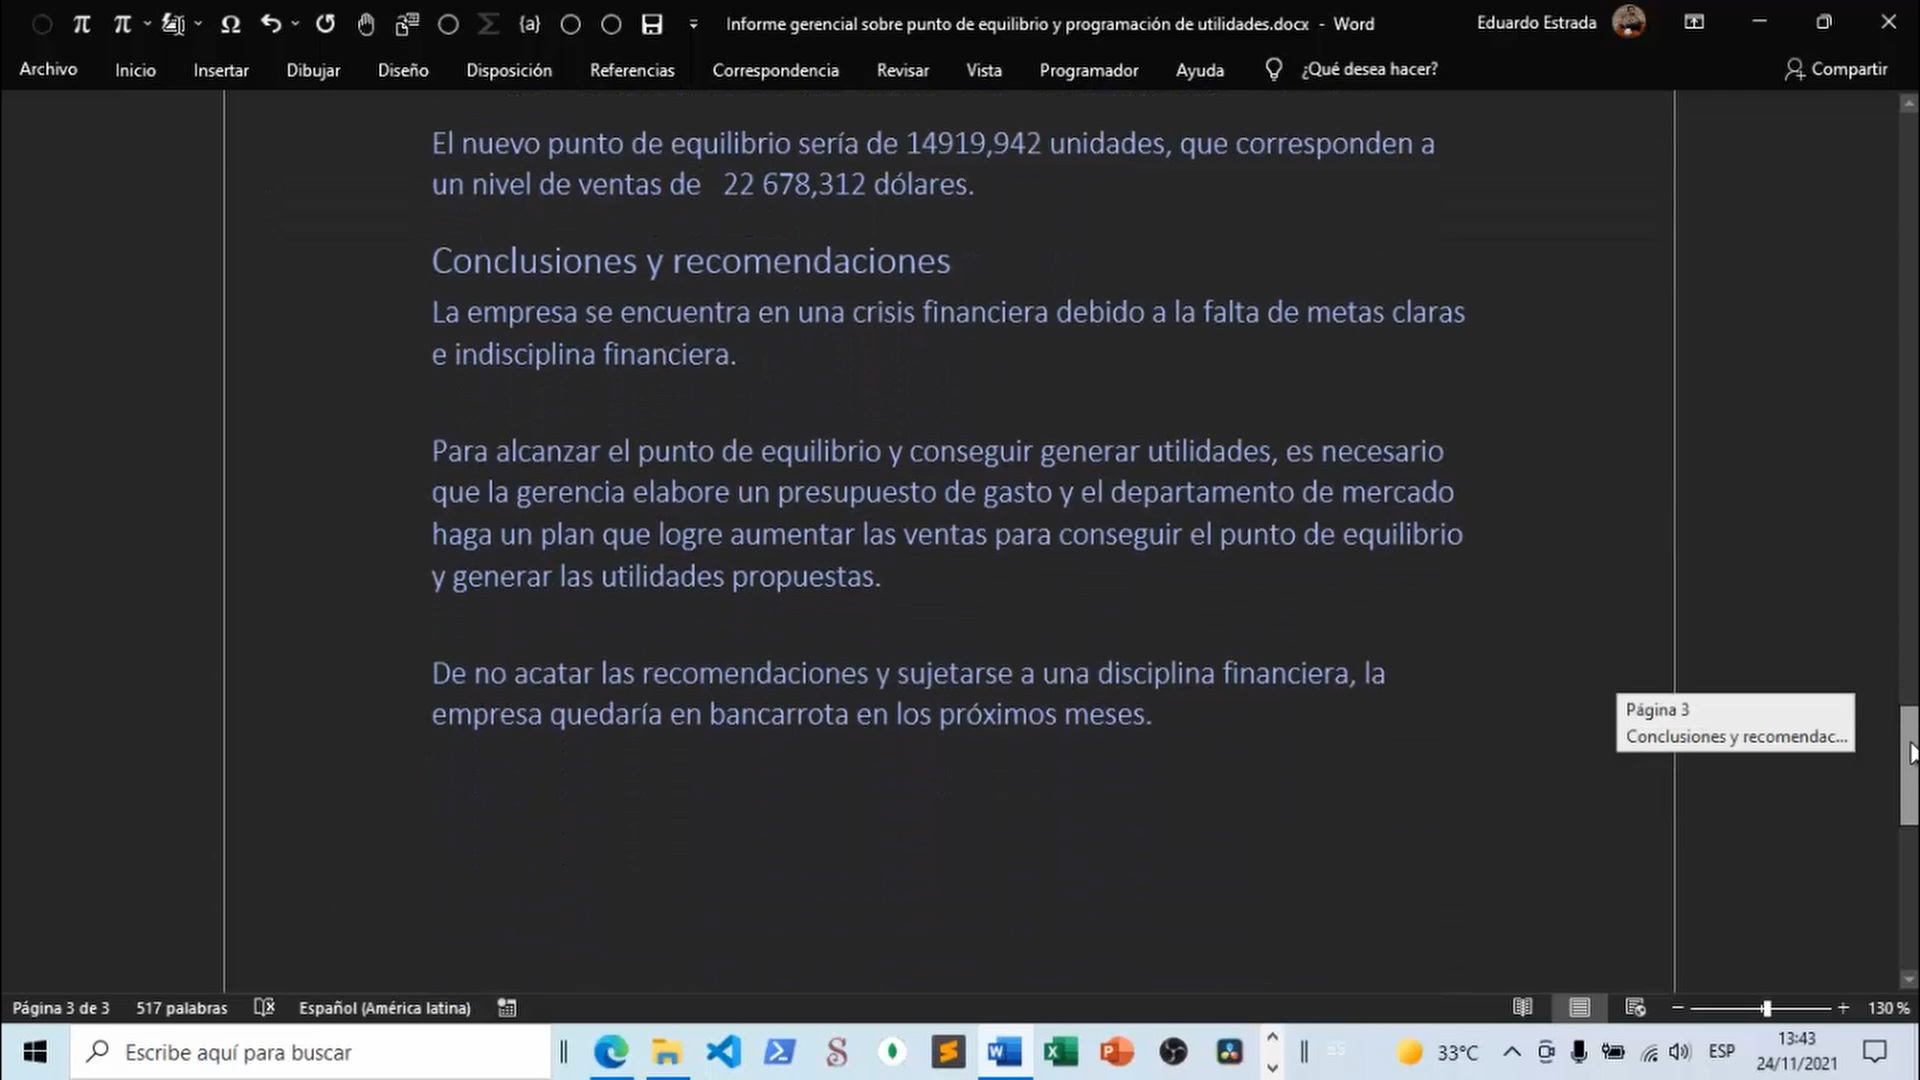 Informe gerencial sobre punto de equilibrio y programación de utilidades.docx - Word
Eduardo Estrada
Archivo Inicio Insertar Dibujar Diseño Disposición Referencias Correspondencia Revisar Vista Programador Ayuda ¿Qué desea hacer? Compartir
El nuevo punto de equilibrio sería de 14919,942 unidades, que corresponden a
un nivel de ventas de 22 678,312 dólares.
Conclusiones y recomendaciones
La empresa se encuentra en una crisis financiera debido a la falta de metas claras
e indisciplina financiera.
Para alcanzar el punto de equilibrio y conseguir generar utilidades, es necesario
que la gerencia elabore un presupuesto de gasto y el departamento de mercado
haga un plan que logre aumentar las ventas para conseguir el punto de equilibrio
y generar las utilidades propuestas.
De no acatar las recomendaciones y sujetarse a una disciplina financiera, la
empresa quedaría en bancarrota en los próximos meses.
Página 3
Conclusiones y recomendac...
Página 3 de 3 517 palabras Español (América latina) 130 %
Escribe aquí para buscar
33°C ESP
13:43
24/11/2021